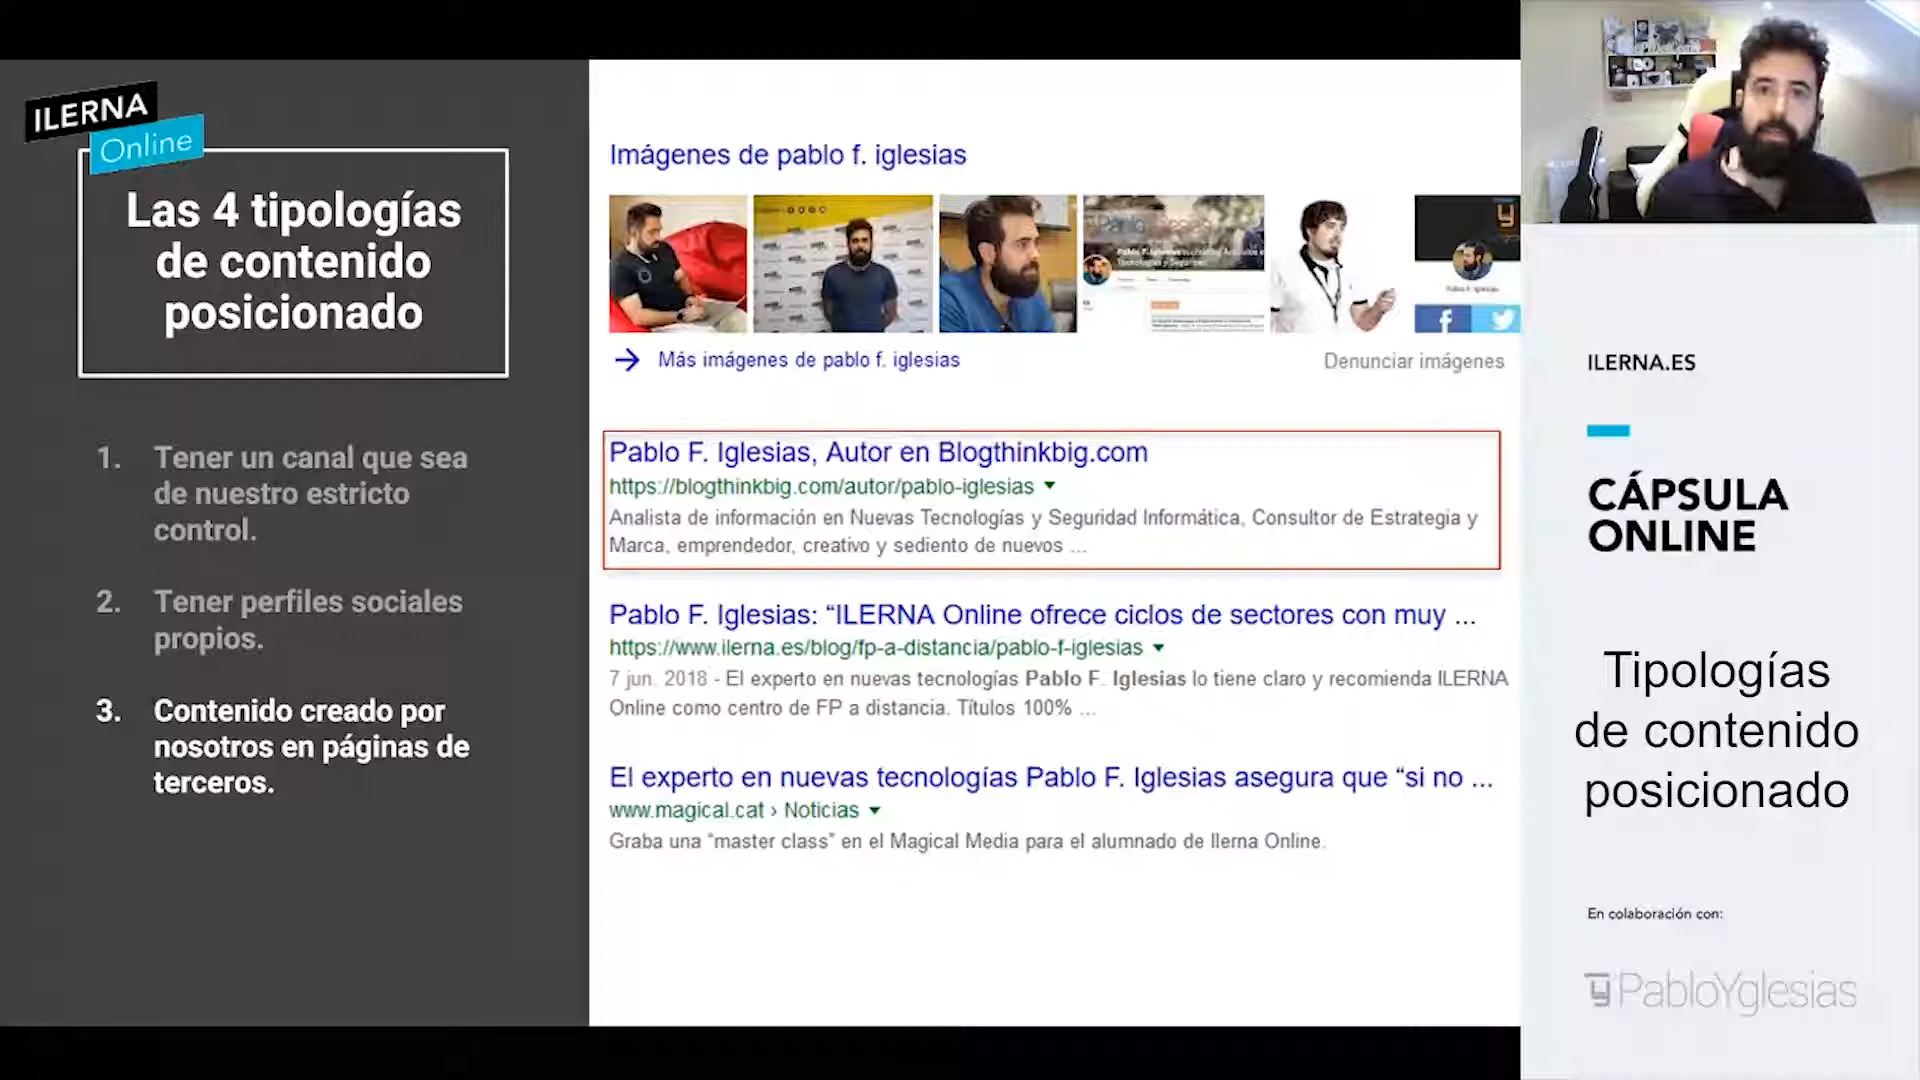 ILERNA
Online
Las 4 tipologías
de contenido
posicionado
1. Tener un canal que sea
de nuestro estricto
control.
2. Tener perfiles sociales
propios.
3. Contenido creado por
nosotros en páginas de
terceros.
Imágenes de pablo f. iglesias
Más imágenes de pablo f. iglesias
Denunciar imágenes
Pablo F. Iglesias, Autor en Blogthinkbig.com
https://blogthinkbig.com/autor/pablo-iglesias
Analista de información en Nuevas Tecnologías y Seguridad Informática, Consultor de Estrategia y
Marca, emprendedor, creativo y sediento de nuevos ...
Pablo F. Iglesias: “ILERNA Online ofrece ciclos de sectores con muy ...
https://www.ilerna.es/blog/fp-a-distancia/pablo-f-iglesias
7 jun. 2018 - El experto en nuevas tecnologías Pablo F. Iglesias lo tiene claro y recomienda ILERNA
Online como centro de FP a distancia. Títulos 100% ...
El experto en nuevas tecnologías Pablo F. Iglesias asegura que “si no ...
www.magical.cat › Noticias
Graba una “master class” en el Magical Media para el alumnado de Ilerna Online.
ILERNA.ES
CÁPSULA
ONLINE
Tipologías
de contenido
posicionado
En colaboración con:
PabloYglesias